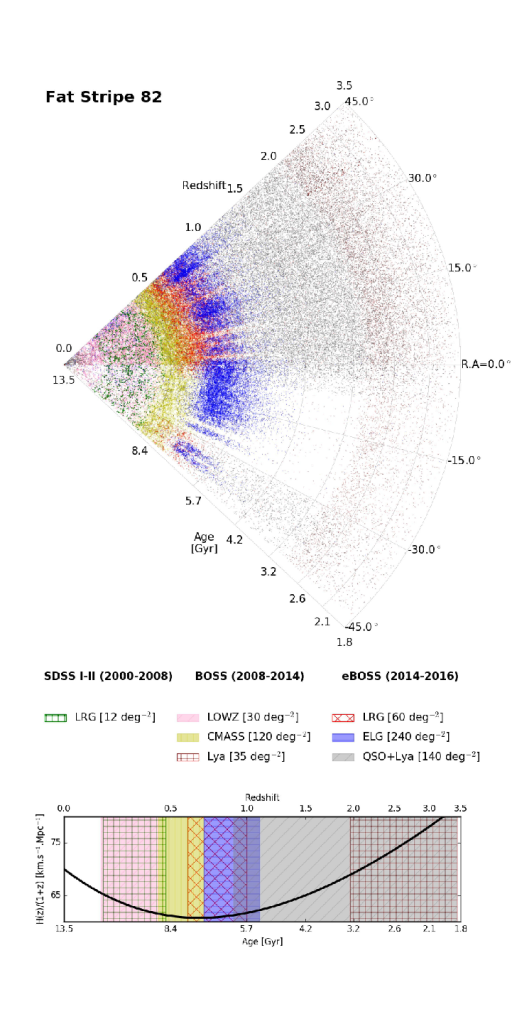 Fat Stripe 82
3.5
3.0 45.0°
2.5
2.0
30.0°
Redshift 1.5
1.0
15.0°
0.5
0.0
R.A=0.0°
13.5
8.4
-15.0°
5.7
Age
[Gyr]
4.2
-30.0°
3.2
2.6
2.1 -45.0°
1.8
SDSS I-II (2000-2008) BOSS (2008-2014) eBOSS (2014-2016)
LRG [12 deg⁻²] LOWZ [30 deg⁻²] LRG [60 deg⁻²]
CMASS [120 deg⁻²] ELG [240 deg⁻²]
Lya [35 deg⁻²] QSO+Lya [140 deg⁻²]
Redshift
0.0 0.5 1.0 1.5 2.0 2.5 3.0 3.5
H(z)/(1+z) [km.s⁻¹.Mpc⁻¹]
75
65
13.5 8.4 5.7 4.2 3.2 2.6 2.1 1.8
Age [Gyr]